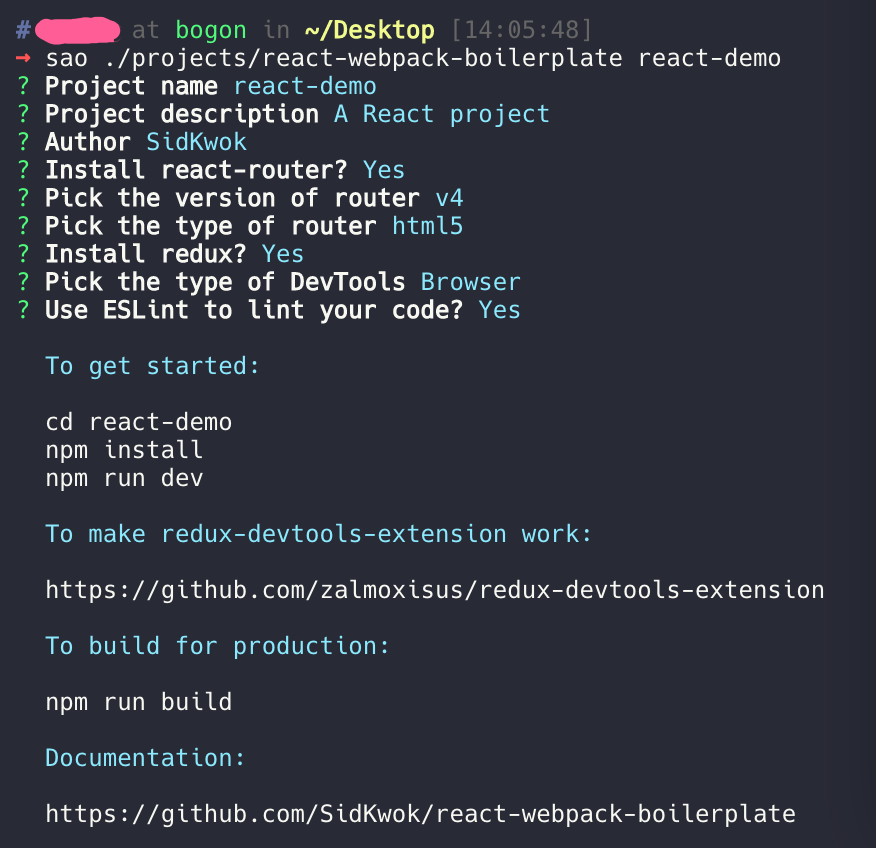 # at bogon in ~/Desktop [14:05:48]
→ sao ./projects/react-webpack-boilerplate react-demo
? Project name react-demo
? Project description A React project
? Author SidKwok
? Install react-router? Yes
? Pick the version of router v4
? Pick the type of router html5
? Install redux? Yes
? Pick the type of DevTools Browser
? Use ESLint to lint your code? Yes
To get started:
cd react-demo
npm install
npm run dev
To make redux-devtools-extension work:
https://github.com/zalmoxisus/redux-devtools-extension
To build for production:
npm run build
Documentation:
https://github.com/SidKwok/react-webpack-boilerplate